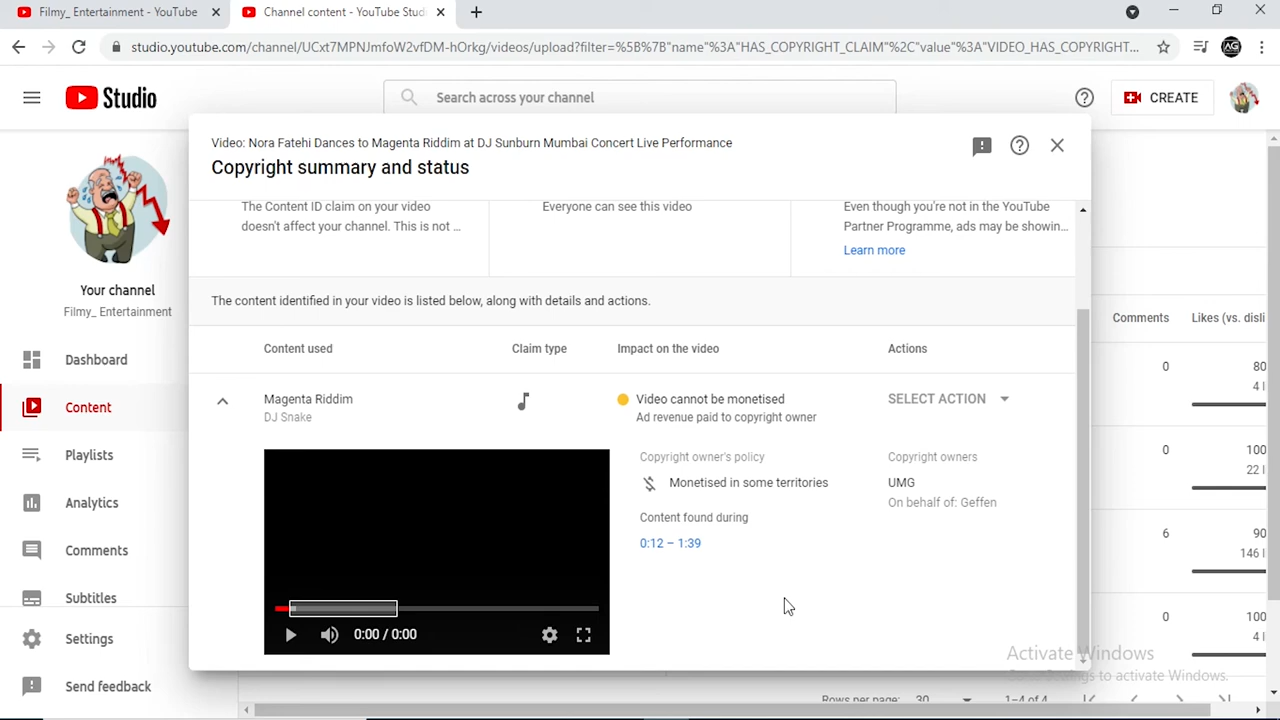 Filmy_ Entertainment - YouTube
Channel content - YouTube Studi
studio.youtube.com/channel/UCxt7MPNJmfoW2vfDM-hOrkg/videos/upload?filter=%5B%7B"name"%3A"HAS_COPYRIGHT_CLAIM"%2C"value"%3A"VIDEO_HAS_COPYRIGHT...
AG
Studio
Search across your channel
CREATE
Video: Nora Fatehi Dances to Magenta Riddim at DJ Sunburn Mumbai Concert Live Performance
Copyright summary and status
The Content ID claim on your video
doesn't affect your channel. This is not ...
Everyone can see this video
Even though you're not in the YouTube
Partner Programme, ads may be showin...
Learn more
Your channel
Filmy_ Entertainment
The content identified in your video is listed below, along with details and actions.
Comments
Likes (vs. disli
Content used
Claim type
Impact on the video
Actions
Dashboard
Content
Playlists
Analytics
Comments
Subtitles
Settings
Send feedback
Magenta Riddim
DJ Snake
Video cannot be monetised
Ad revenue paid to copyright owner
SELECT ACTION
Copyright owner's policy
Monetised in some territories
Content found during
0:12 – 1:39
Copyright owners
UMG
On behalf of: Geffen
0:00 / 0:00
0
80
4 l
0
100
22 l
6
90
146 l
0
100
4 l
Activate Windows
to activate Windows.
Rows per page:
30
1–4 of 4